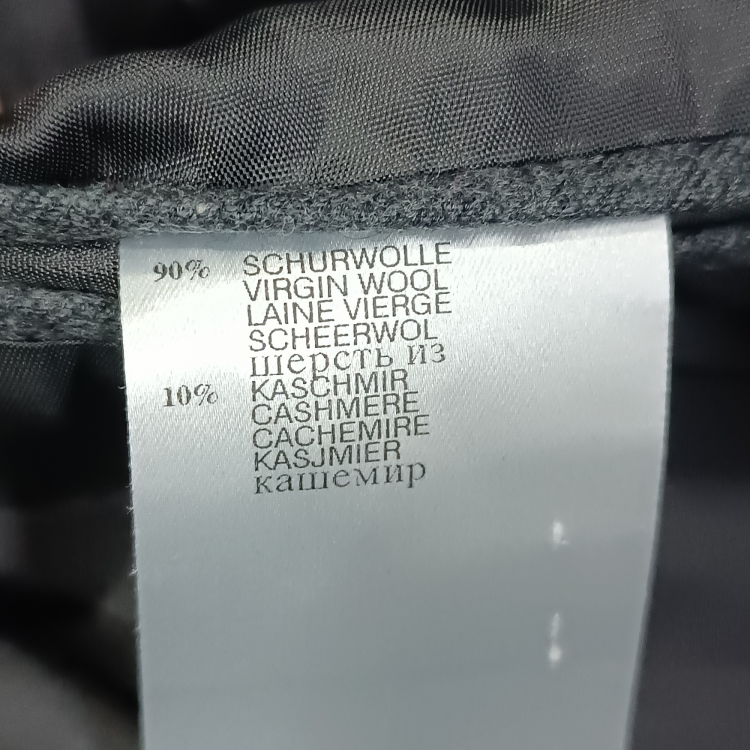 90% SCHURWOLLE
VIRGIN WOOL
LAINE VIERGE
SCHEERWOL
шерсть из
10% KASCHMIR
CASHMERE
CACHEMIRE
KASJMIER
кашемир